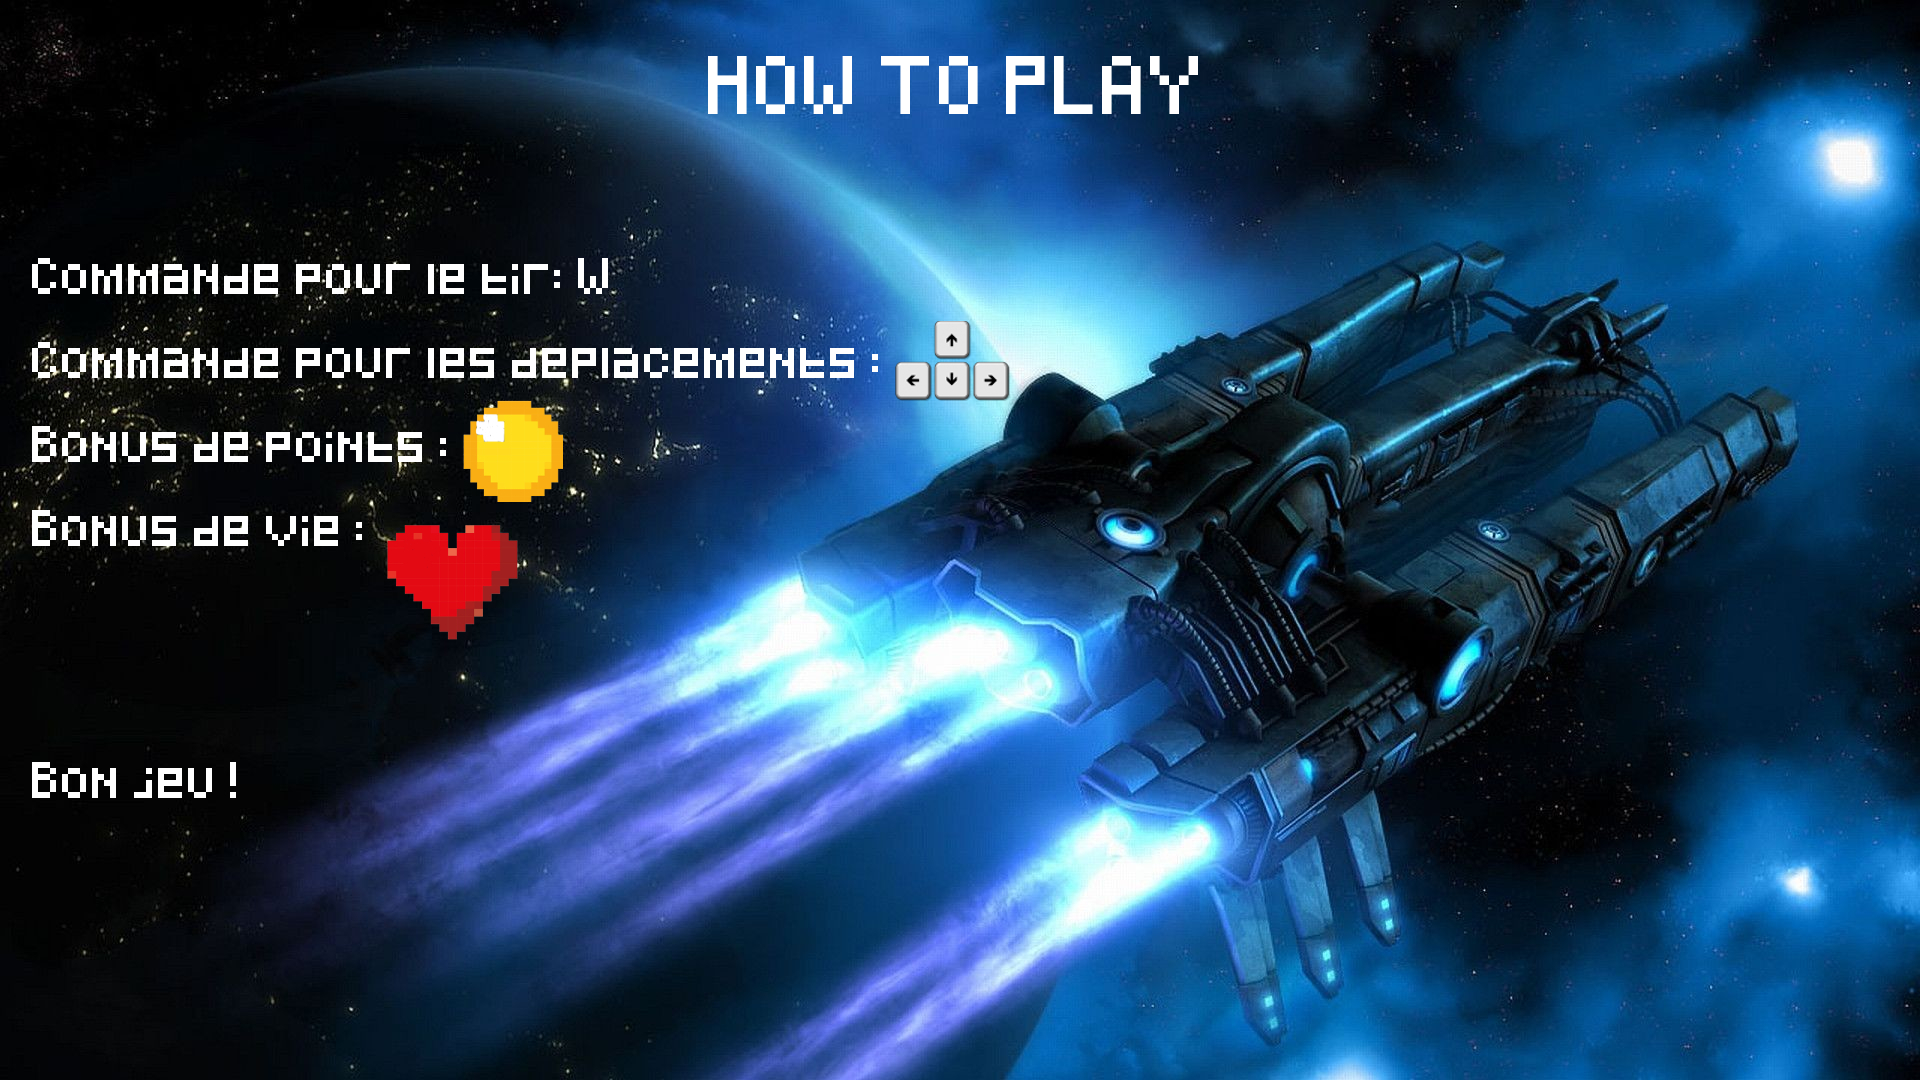 HOW TO PLAY
Commande pour le tir: W
Commande pour les deplacements :
↑
← ↓ →
Bonus de points :
Bonus de vie :
Bon jeu !